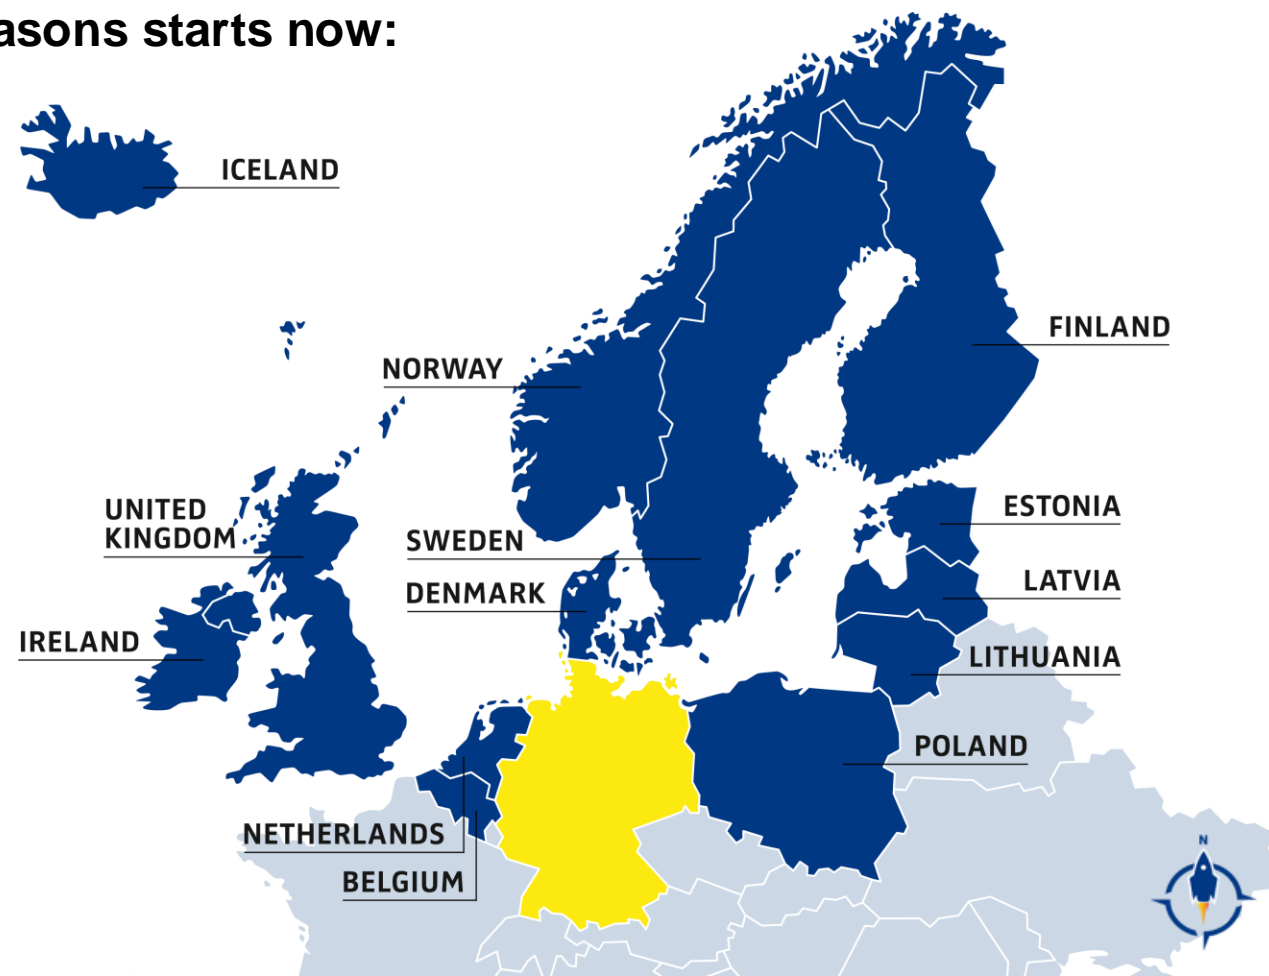 asons starts now:
ICELAND
FINLAND
NORWAY
UNITED
KINGDOM
ESTONIA
SWEDEN
LATVIA
DENMARK
IRELAND
LITHUANIA
POLAND
NETHERLANDS
N
BELGIUM